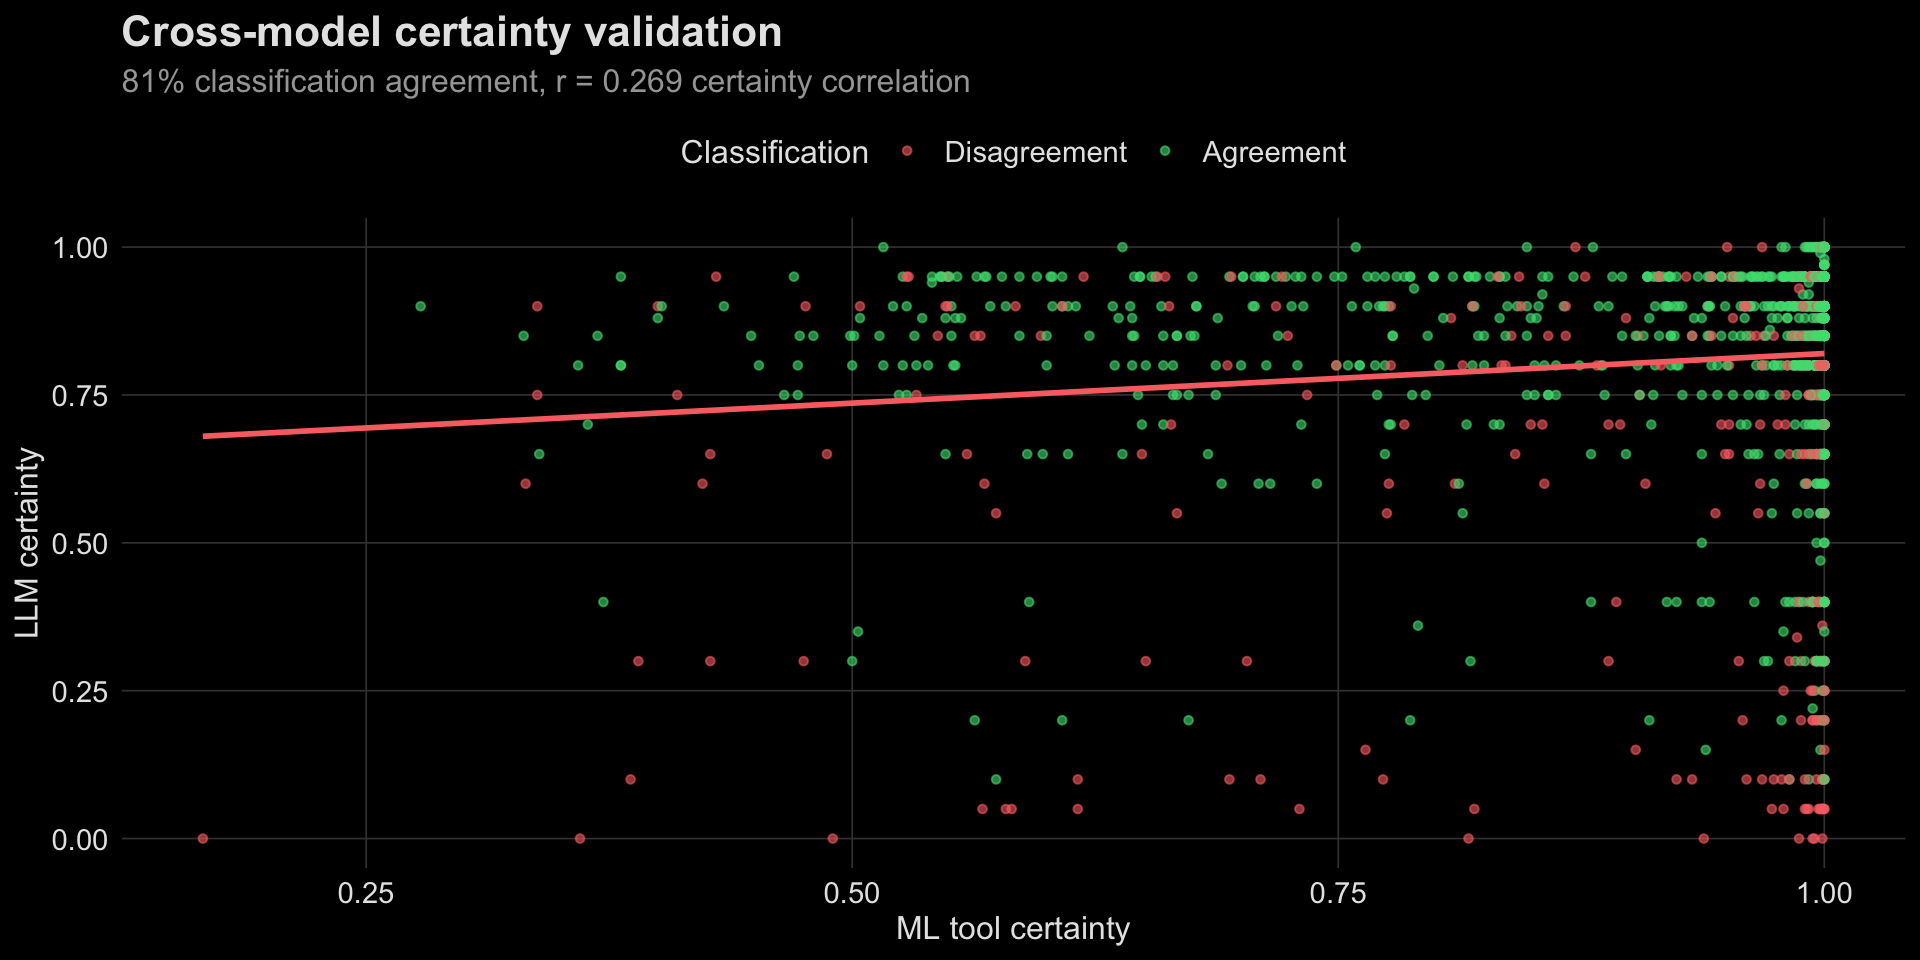 Cross-model certainty validation
81% classification agreement, r = 0.269 certainty correlation
Classification Disagreement Agreement
1.00
0.75
0.50
0.25
0.00
LLM certainty
0.25 0.50 0.75 1.00
ML tool certainty